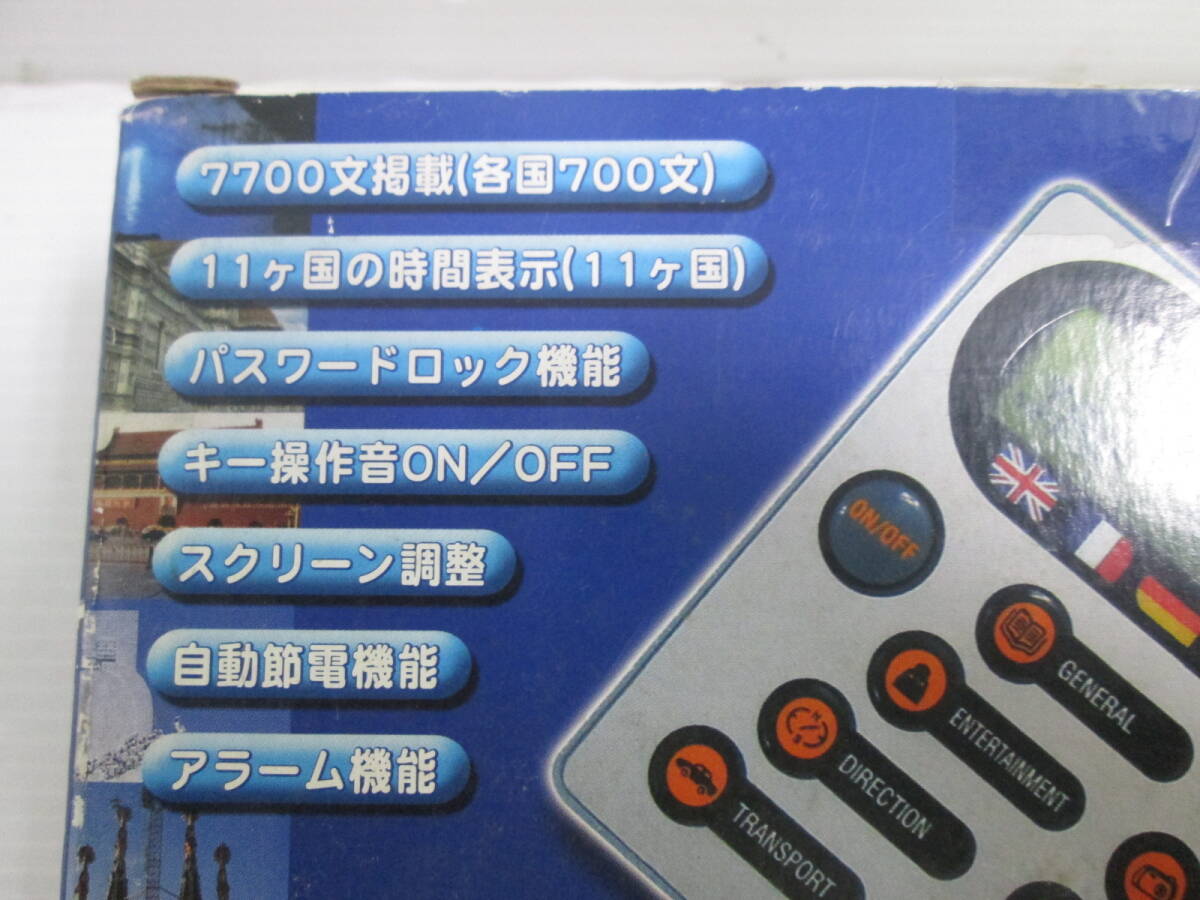 7700文掲載(各国700文)
11ヶ国の時間表示(11ヶ国)
パスワードロック機能
キー操作音ON／OFF
スクリーン調整
自動節電機能
アラーム機能
ON/OFF
GENERAL
ENTERTAINMENT
DIRECTION
TRANSPORT